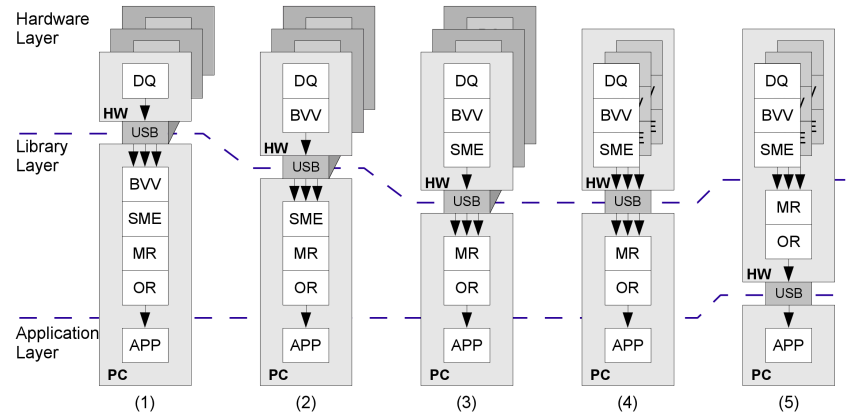 Hardware
Layer
Library
Layer
Application
Layer
DQ
HW
USB
BVV
SME
MR
OR
APP
PC
(1)
DQ
BVV
HW
USB
SME
MR
OR
APP
PC
(2)
DQ
BVV
SME
HW
USB
MR
OR
APP
PC
(3)
DQ
BVV
SME
HW
USB
MR
OR
APP
PC
(4)
DQ
BVV
SME
MR
OR
HW
USB
APP
PC
(5)